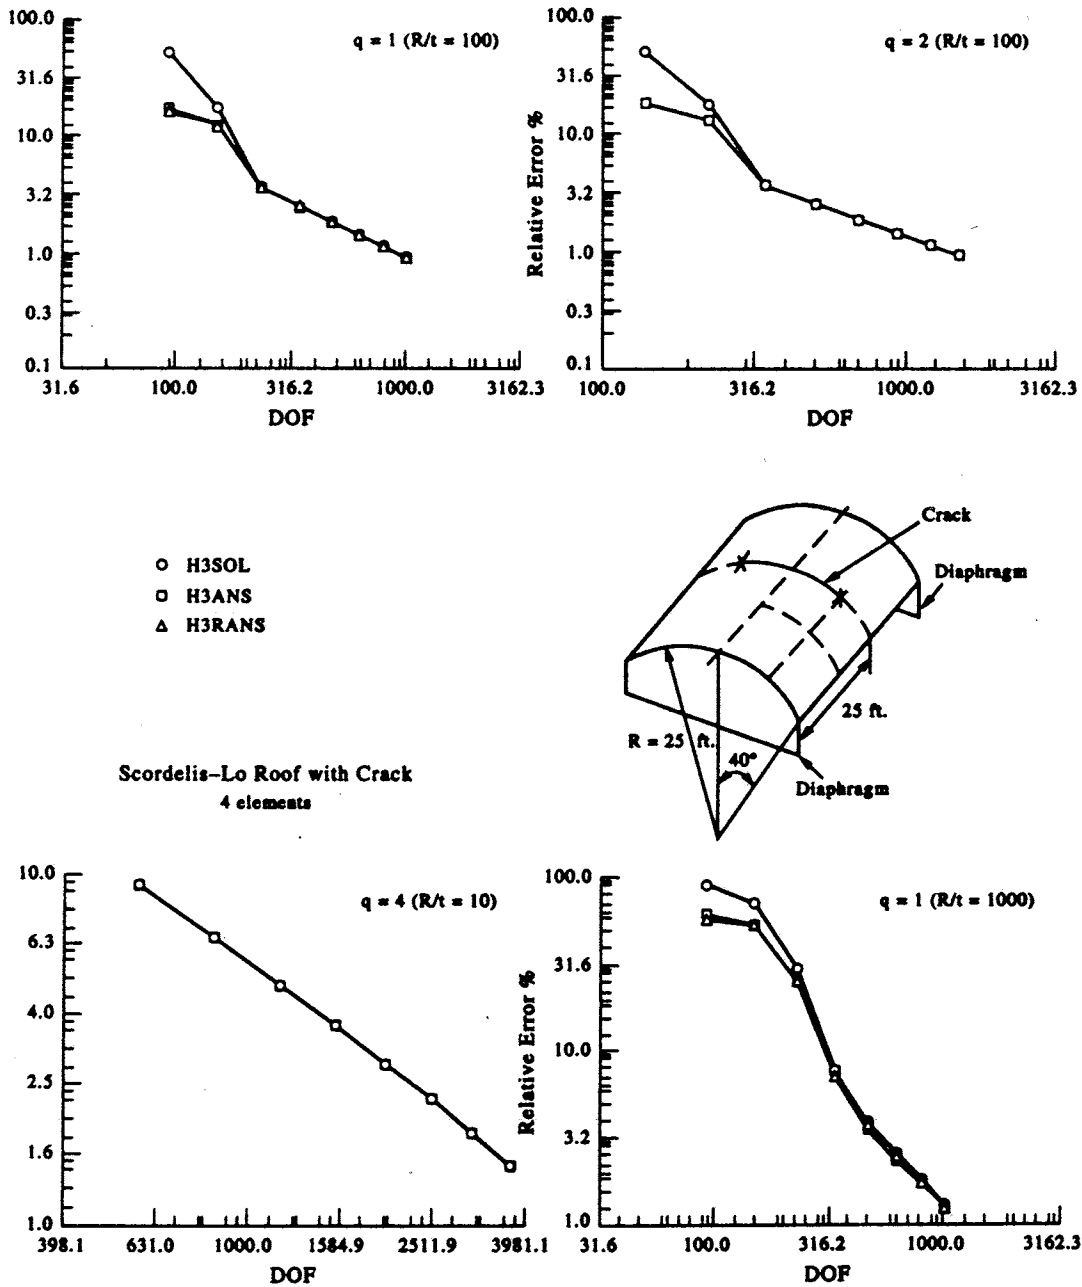 q = 1 (R/t = 100)
100.0
31.6
10.0
3.2
1.0
0.3
0.1
31.6 100.0 316.2 1000.0 3162.3
DOF
q = 2 (R/t = 100)
Relative Error %
100.0
31.6
10.0
3.2
1.0
0.3
0.1
100.0 316.2 1000.0 3162.3
DOF
H3SOL
H3ANS
H3RANS
Crack
Diaphragm
25 ft.
R = 25 ft.
40°
Diaphragm
Scordelis-Lo Roof with Crack
4 elements
q = 4 (R/t = 10)
10.0
6.3
4.0
2.5
1.6
1.0
398.1 631.0 1000.0 1584.9 2511.9 3981.1
DOF
q = 1 (R/t = 1000)
Relative Error %
100.0
31.6
10.0
3.2
1.0
31.6 100.0 316.2 1000.0 3162.3
DOF